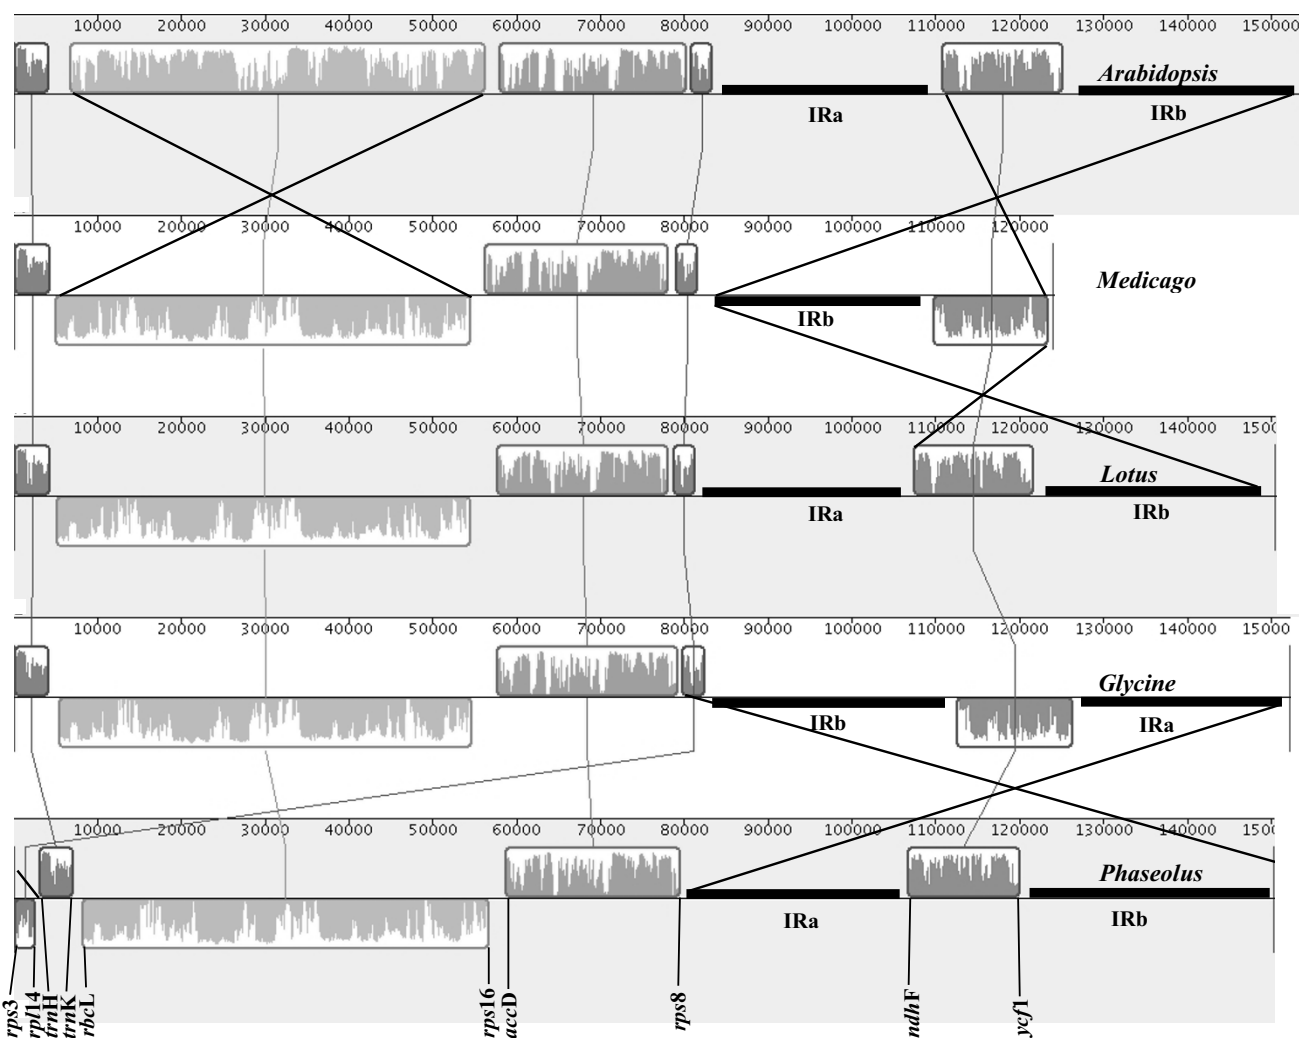 10000 20000 30000 40000 50000 60000 70000 80000 90000 100000 110000 120000 130000 140000 150000
Arabidopsis
IRa IRb
10000 20000 30000 40000 50000 60000 70000 80000 90000 100000 110000 120000
Medicago
IRb
10000 20000 30000 40000 50000 60000 70000 80000 90000 100000 110000 120000 130000 140000 1500
Lotus
IRa IRb
10000 20000 30000 40000 50000 60000 70000 80000 90000 100000 110000 120000 130000 140000 15000
Glycine
IRb IRa
10000 20000 30000 40000 50000 60000 70000 80000 90000 100000 110000 120000 130000 140000 1500
Phaseolus
IRa IRb
rps3
rpl14
trnH
trnK
rbcL
rps16
accD
rps8
ndhF
ycf1